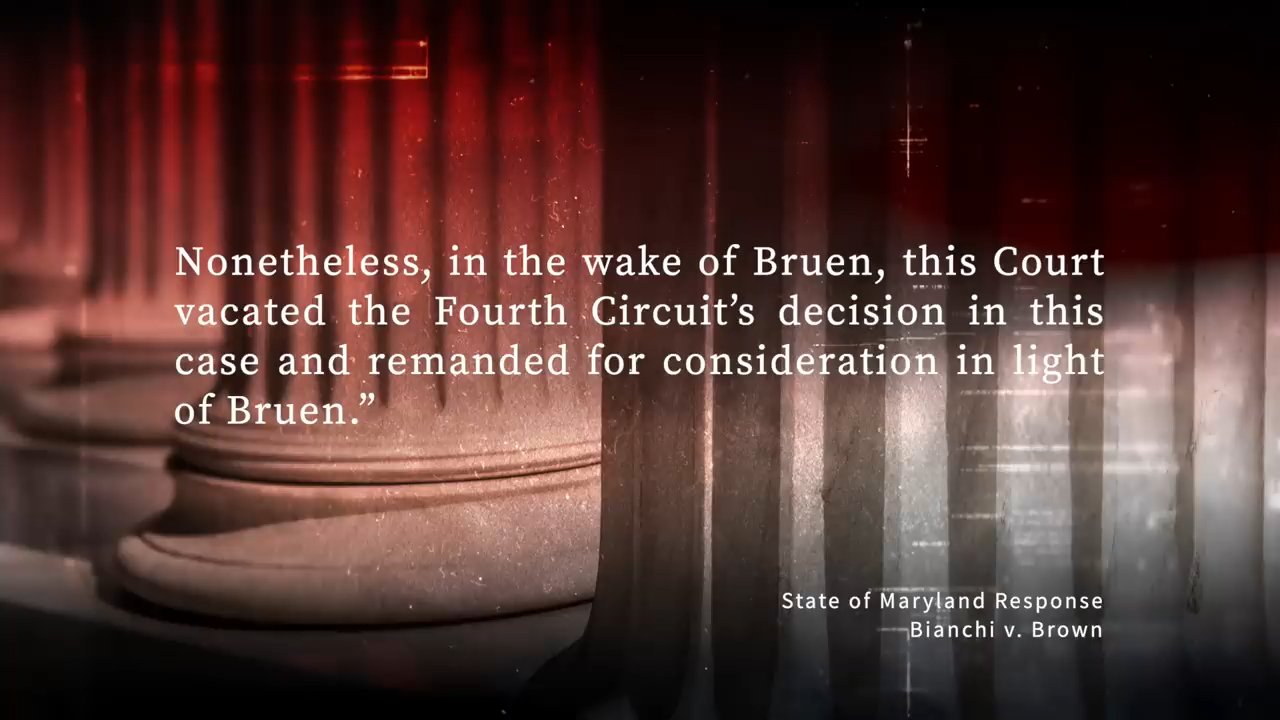 Nonetheless, in the wake of Bruen, this Court
vacated the Fourth Circuit’s decision in this
case and remanded for consideration in light
of Bruen.”
State of Maryland Response
Bianchi v. Brown